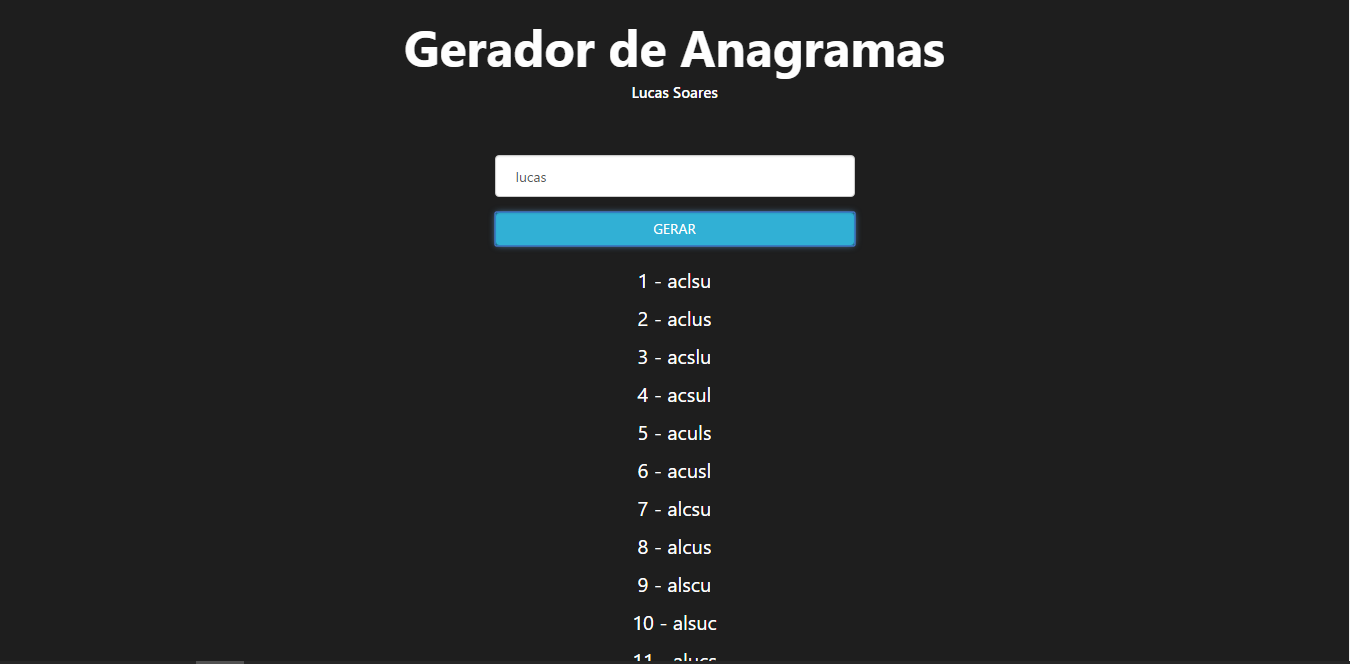 Gerador de Anagramas
Lucas Soares
lucas
GERAR
1 - aclsu
2 - aclus
3 - acslu
4 - acsul
5 - aculs
6 - acusl
7 - alcsu
8 - alcus
9 - alscu
10 - alsuc
11 - alucs